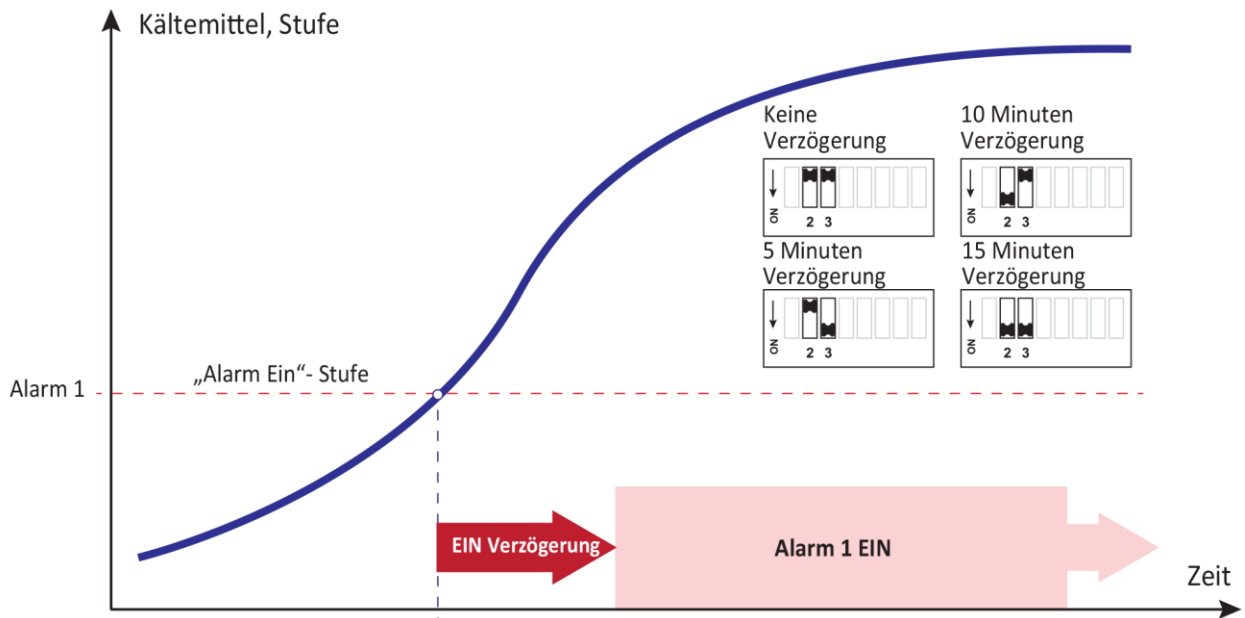 Kältemittel, Stufe
Keine
Verzögerung
ON
2 3
10 Minuten
Verzögerung
ON
2 3
5 Minuten
Verzögerung
ON
2 3
15 Minuten
Verzögerung
ON
2 3
„Alarm Ein“- Stufe
Alarm 1
EIN Verzögerung
Alarm 1 EIN
Zeit